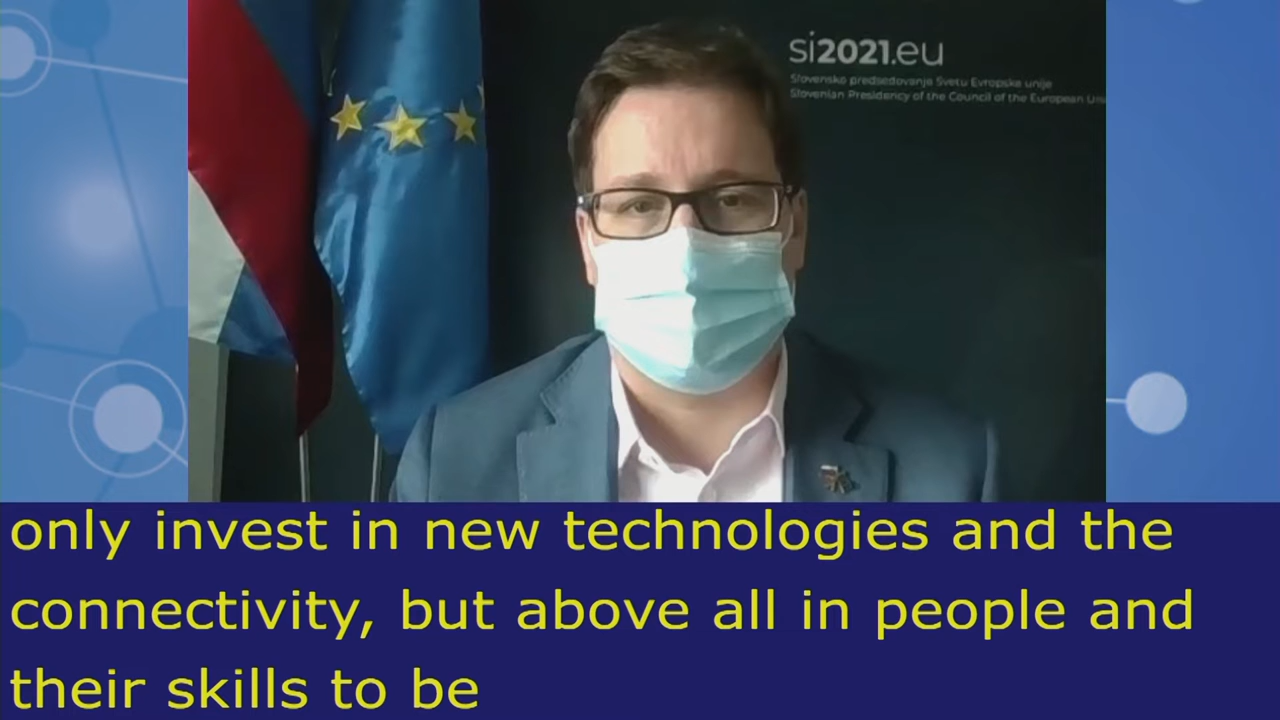 si2021.eu
Slovensko predsedovanje Svetu Evropske unije
Slovenian Presidency of the Council of the European
only invest in new technologies and the
connectivity, but above all in people and
their skills to be